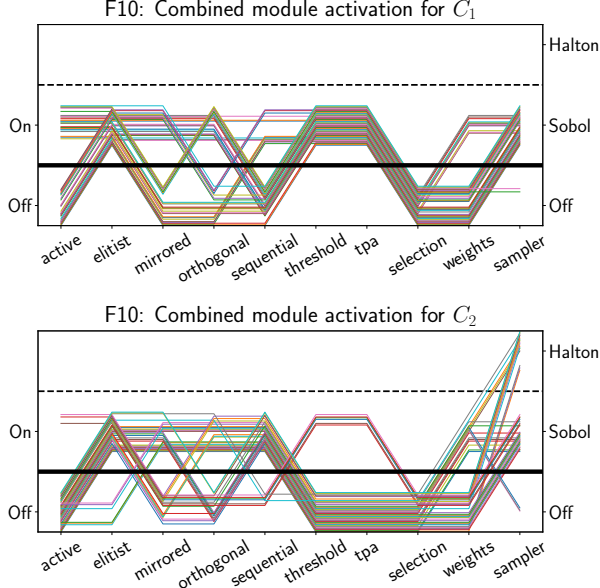 F10: Combined module activation for C₁
Halton
On
Sobol
Off
Off
active
elitist
mirrored
orthogonal
sequential
threshold
tpa
selection
weights
sampler
F10: Combined module activation for C₂
Halton
On
Sobol
Off
Off
active
elitist
mirrored
orthogonal
sequential
threshold
tpa
selection
weights
sampler